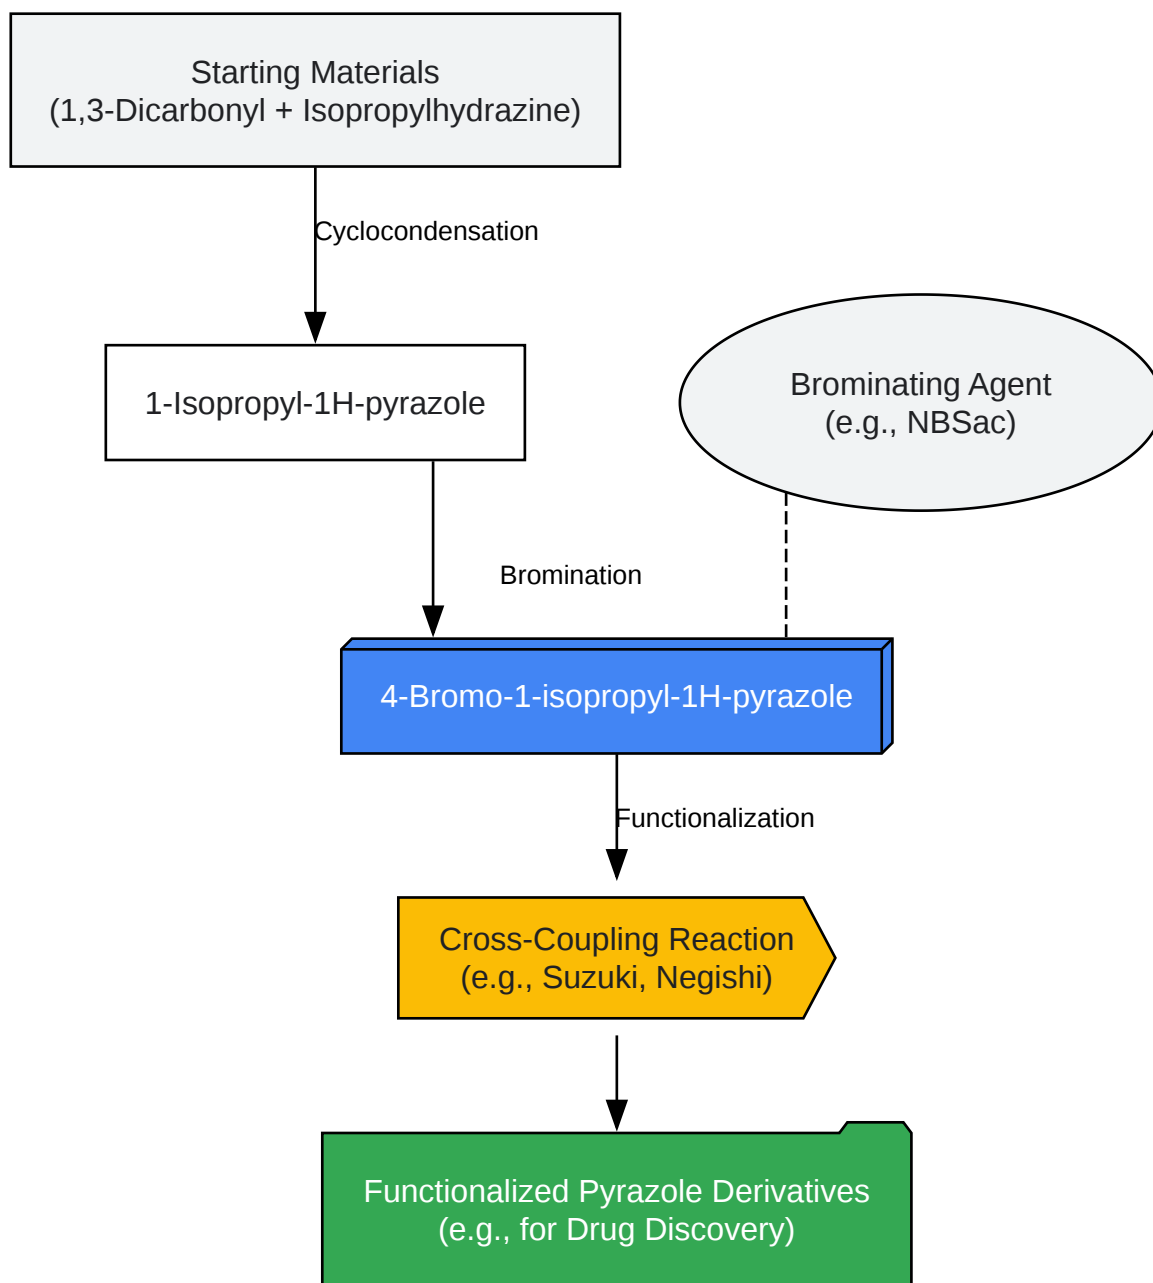 Starting Materials
(1,3-Dicarbonyl + Isopropylhydrazine)
Cyclocondensation
1-Isopropyl-1H-pyrazole
Brominating Agent
(e.g., NBSac)
Bromination
4-Bromo-1-isopropyl-1H-pyrazole
Functionalization
Cross-Coupling Reaction
(e.g., Suzuki, Negishi)
Functionalized Pyrazole Derivatives
(e.g., for Drug Discovery)